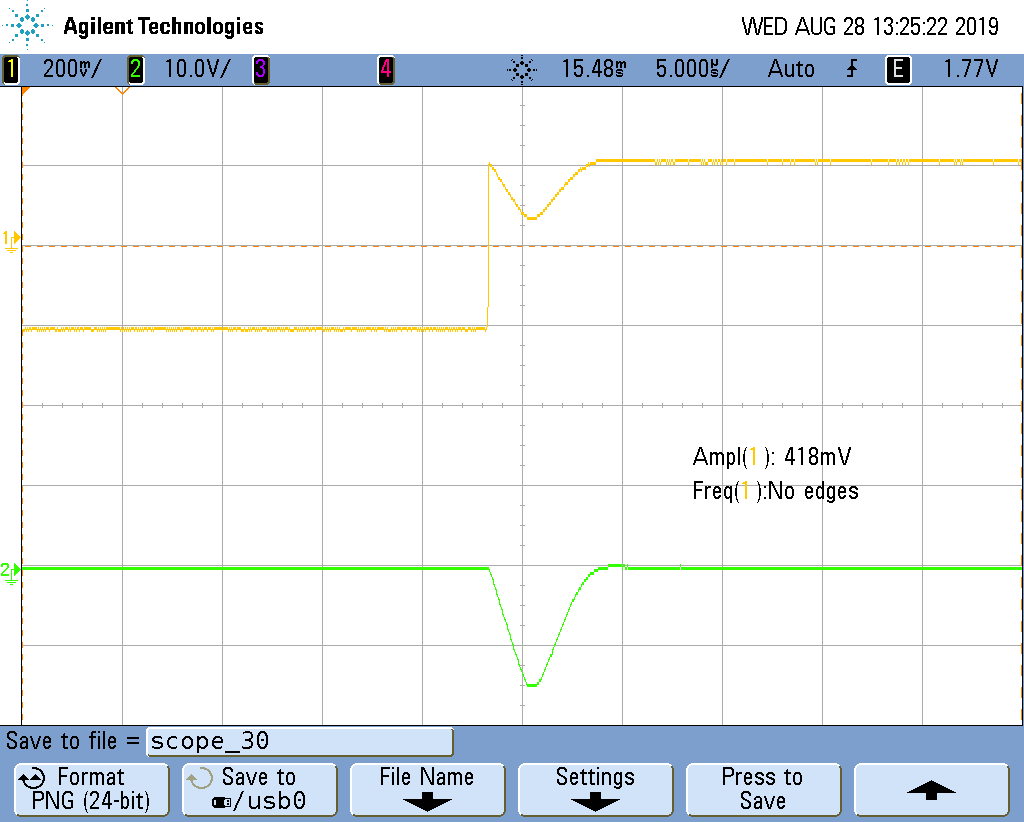 Agilent Technologies WED AUG 28 13:25:22 2019
1 200mV/ 2 10.0V/ 3 4 15.48ms 5.000ms/ Auto E 1.77V
1
Ampl(1): 418mV
Freq(1):No edges
2
Save to file = scope_30
Format Save to File Name Settings Press to
PNG (24-bit) /usb0 Save